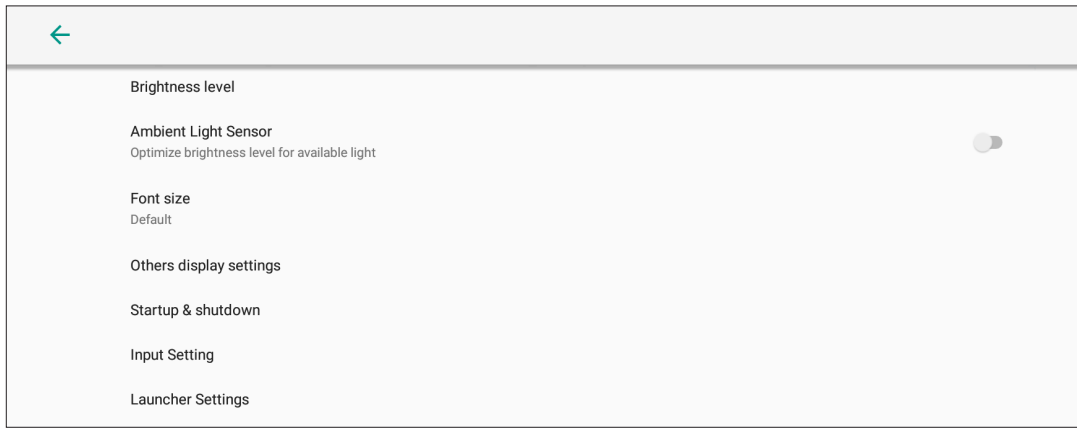 Brightness level
Ambient Light Sensor
Optimize brightness level for available light
Font size
Default
Others display settings
Startup & shutdown
Input Setting
Launcher Settings